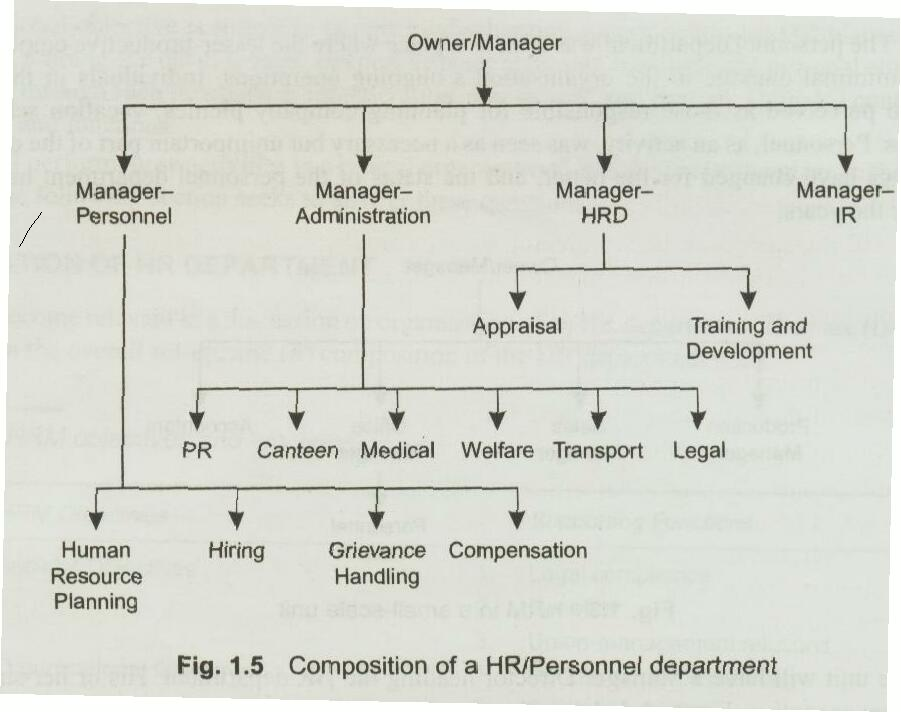 Owner/Manager
Manager–
Personnel
Manager–
Administration
Manager–
HRD
Manager–
IR
Appraisal
Training and
Development
PR
Canteen
Medical
Welfare
Transport
Legal
Human
Resource
Planning
Hiring
Grievance
Handling
Compensation
Fig. 1.5 Composition of a HR/Personnel department